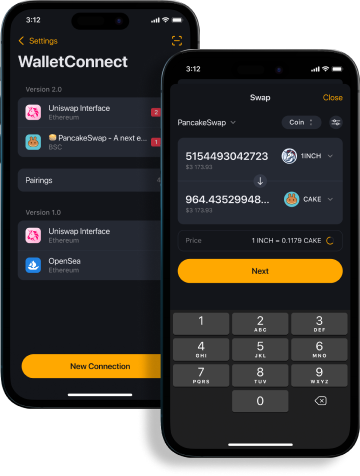 3:12
Settings
WalletConnect
Version 2.0
Uniswap Interface
Ethereum
2
PancakeSwap - A next e...
BSC
1
Pairings
Version 1.0
Uniswap Interface
Ethereum
OpenSea
Ethereum
New Connection
3:12
Swap
Close
PancakeSwap
Coin
5154493042723
1INCH
$3 173.93
964.43529948...
CAKE
$3 173.93
Price
1 INCH = 0.1179 CAKE
Next
1
2 ABC
3 DEF
4 GHI
5 JKL
6 MNO
7 PQRS
8 TUV
9 WXYZ
0